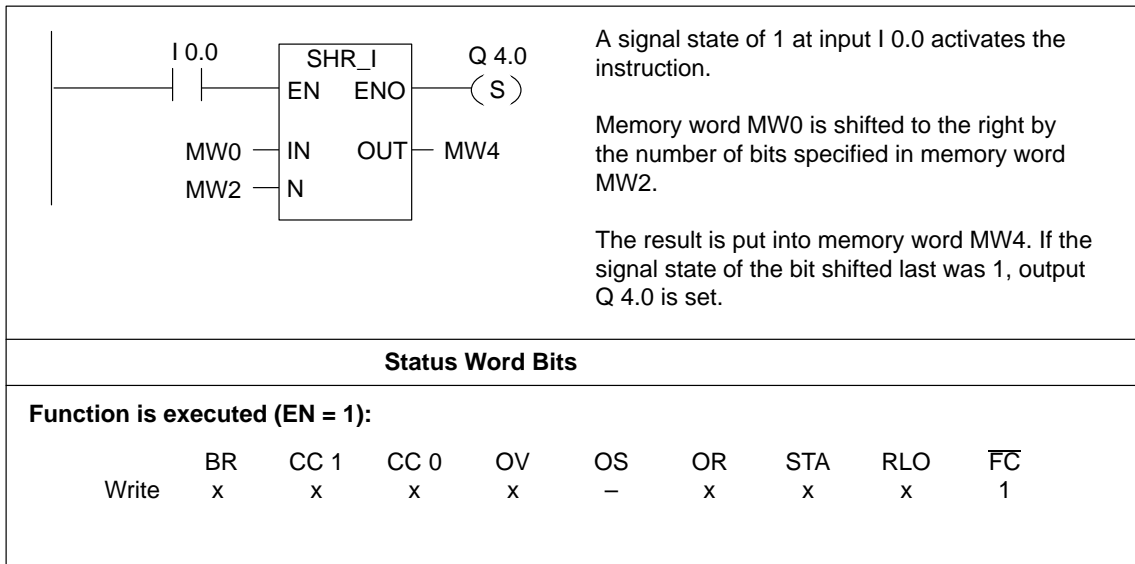 I 0.0
SHR_I
Q 4.0
EN ENO
( S )
MW0 IN OUT MW4
MW2 N
A signal state of 1 at input I 0.0 activates the
instruction.
Memory word MW0 is shifted to the right by
the number of bits specified in memory word
MW2.
The result is put into memory word MW4. If the
signal state of the bit shifted last was 1, output
Q 4.0 is set.
Status Word Bits
Function is executed (EN = 1):
BR CC 1 CC 0 OV OS OR STA RLO F̅C̅
Write x x x x – x x x 1